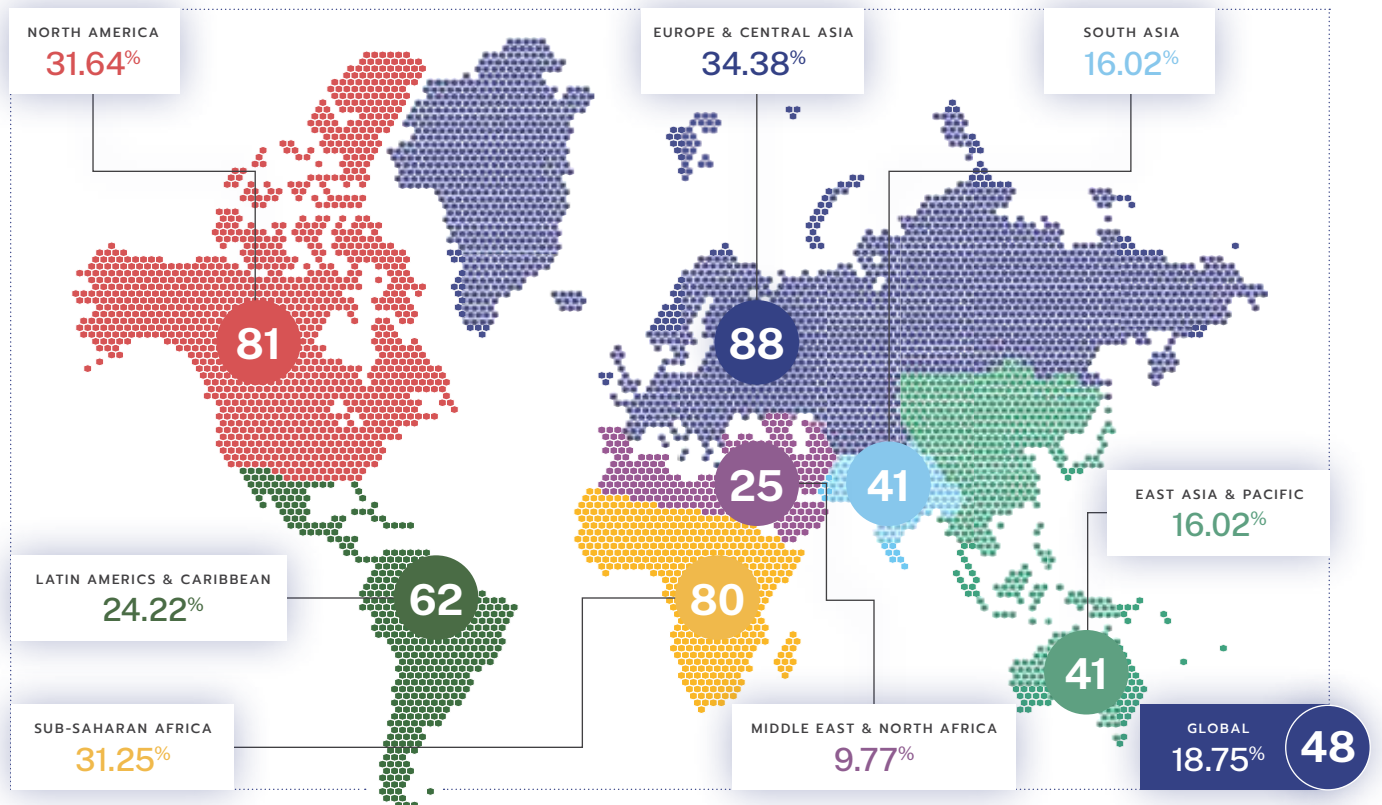 NORTH AMERICA
31.64%
EUROPE & CENTRAL ASIA
34.38%
SOUTH ASIA
16.02%
81
88
25
41
EAST ASIA & PACIFIC
16.02%
LATIN AMERICS & CARIBBEAN
24.22%
62
80
41
SUB-SAHARAN AFRICA
31.25%
MIDDLE EAST & NORTH AFRICA
9.77%
GLOBAL
18.75%
48